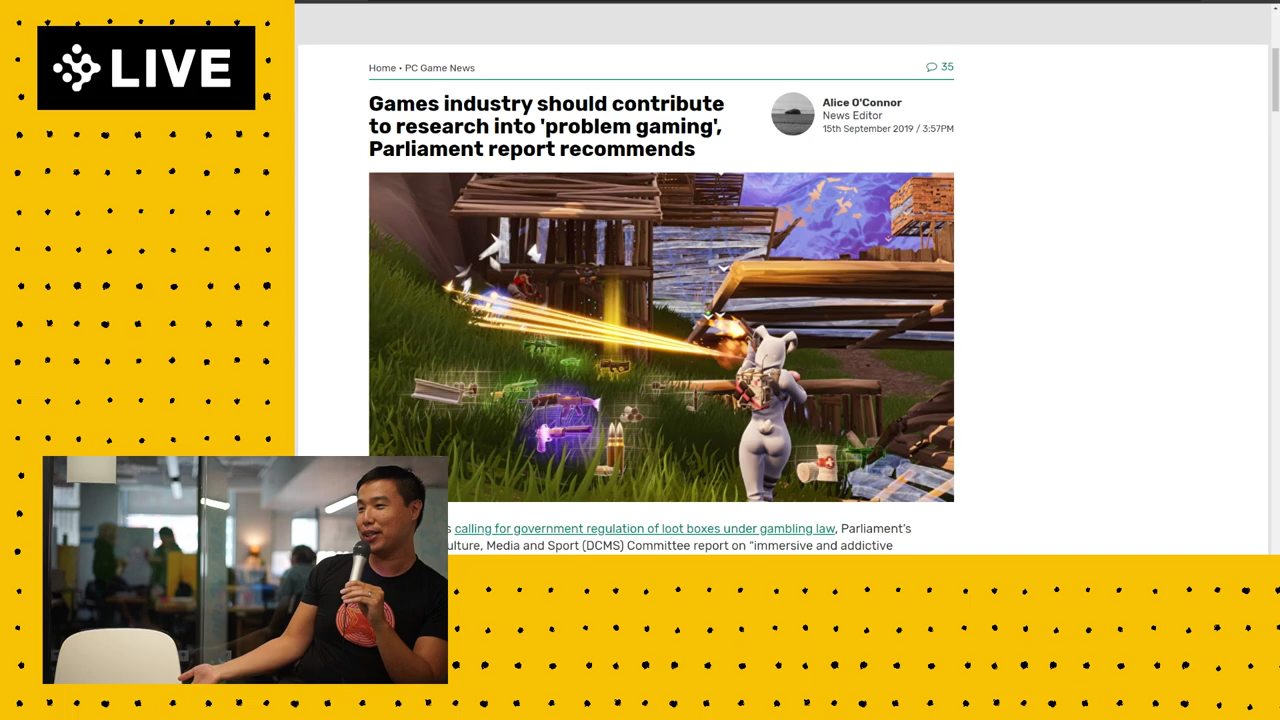 LIVE
Home • PC Game News
35
Games industry should contribute
to research into 'problem gaming',
Parliament report recommends
Alice O'Connor
News Editor
15th September 2019 / 3:57PM
calling for government regulation of loot boxes under gambling law, Parliament's
Media and Sport (DCMS) Committee report on “immersive and addictive